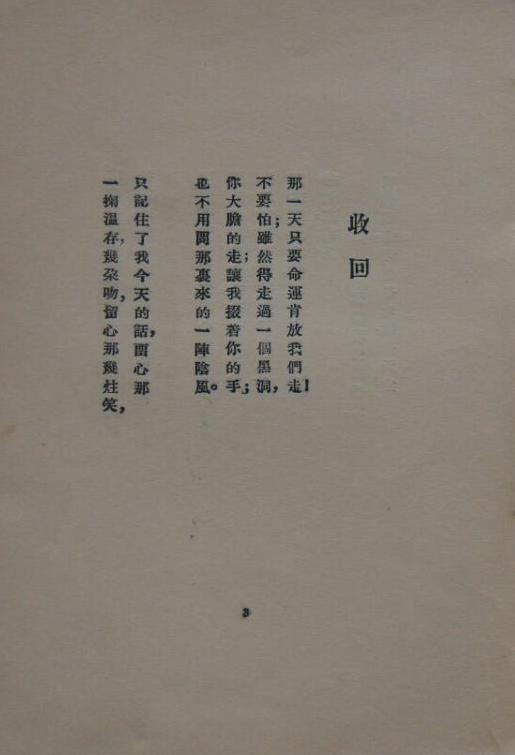 收回
那一天只要命運肯放我們走！
不要怕；雖然得走過一個黑洞，
你大膽的走；讓我掇着你的手；
也不用問那裏來的一陣陰風。
只記住了我今天的話，留心那
一掬溫存，幾朶吻，留心那幾炷笑，
3